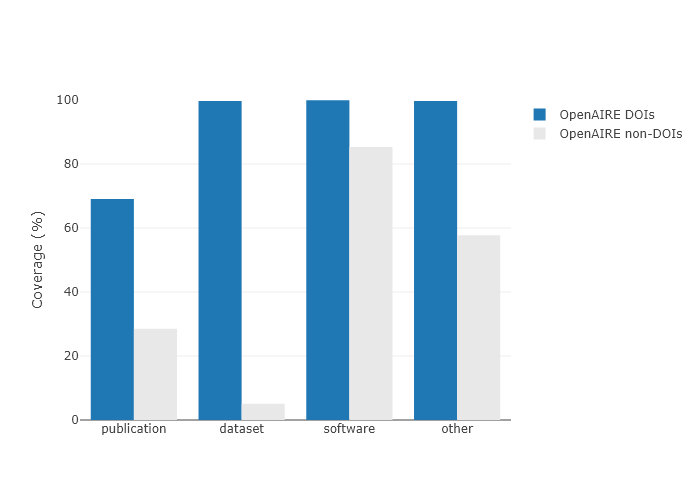 100
80
60
40
20
0
Coverage (%)
publication
dataset
software
other
OpenAIRE DOIs
OpenAIRE non-DOIs